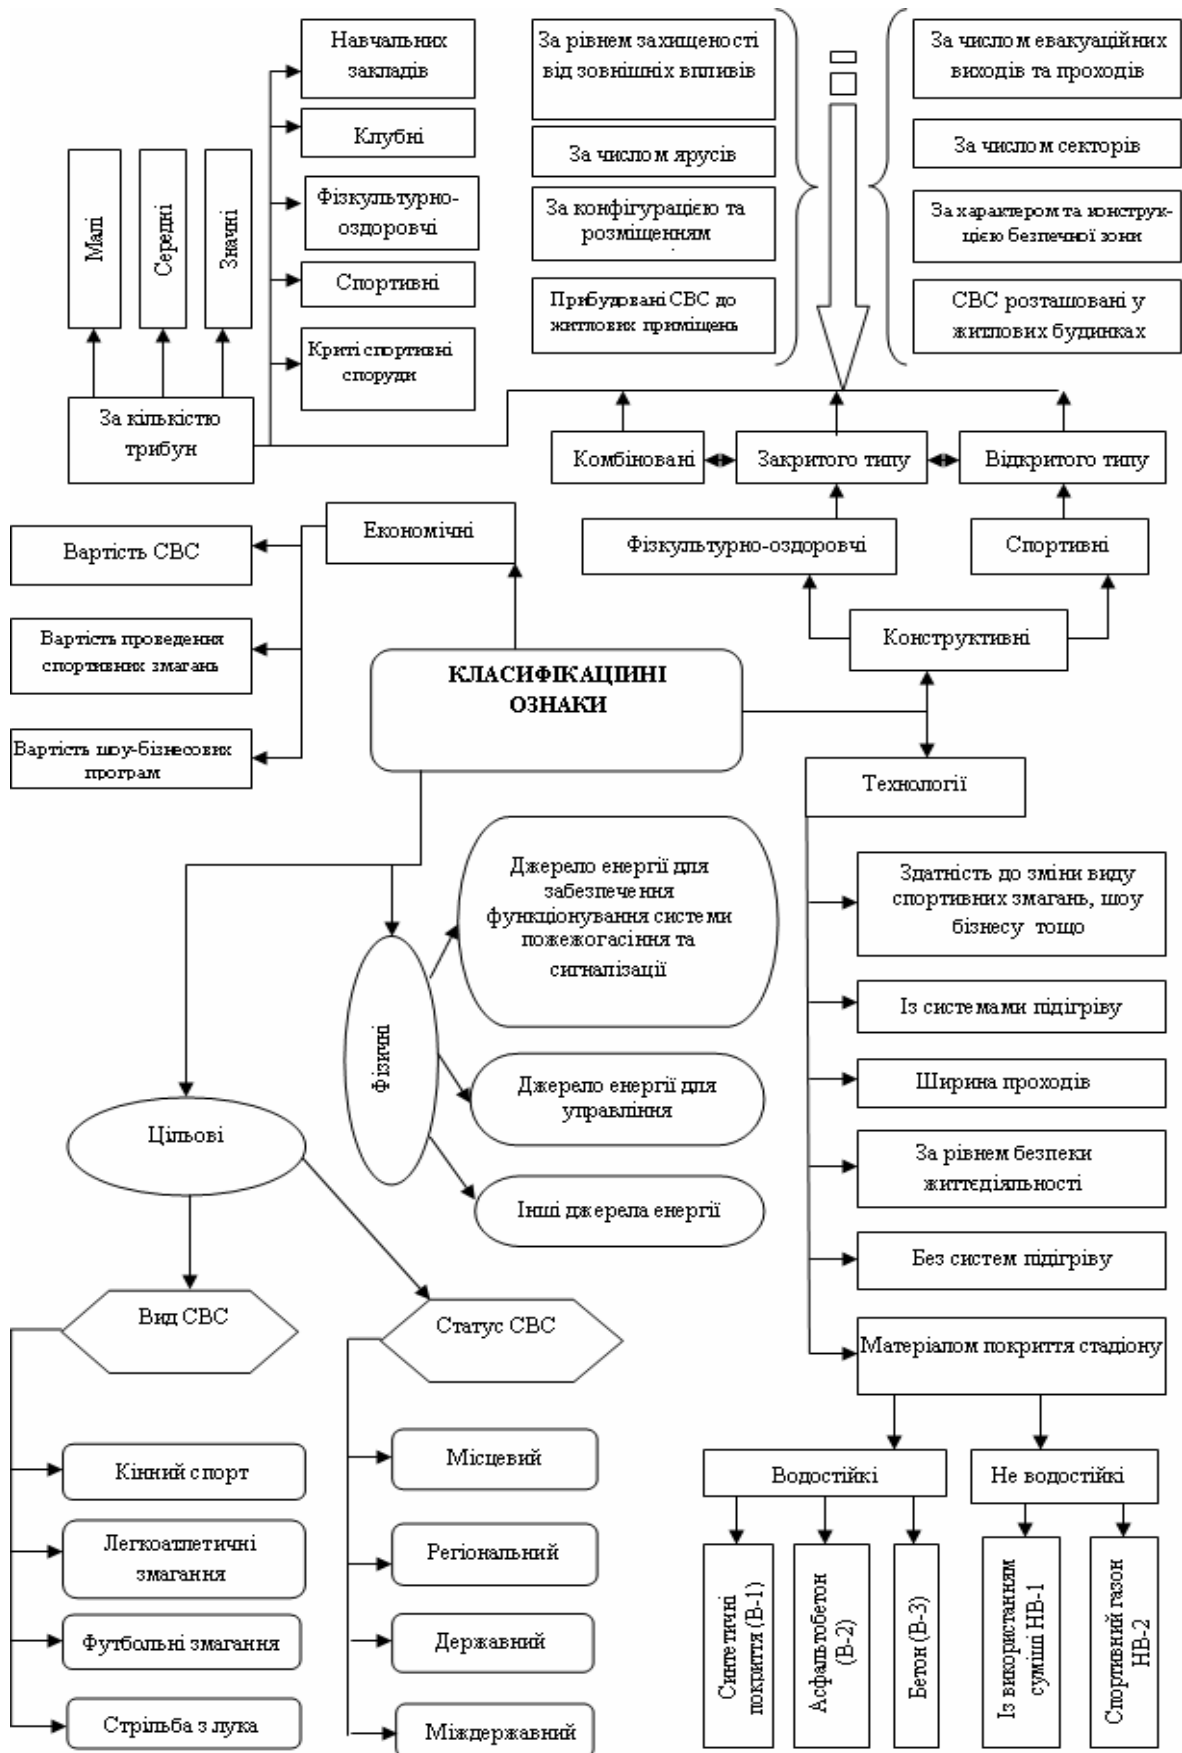 Навчальних
закладів
Клубні
Фізкультурно-
оздоровчі
Спортивні
Криті спортивні
споруди
Малі
Середні
Значні
За кількістю
трибун
За рівнем захищеності
від зовнішніх впливів
За числом ярусів
За конфігурацією та
розміщенням
Прибудовані СВС до
житлових приміщень
За числом евакуаційних
виходів та проходів
За числом секторів
За характером та конструк-
цією безпечної зони
СВС розташовані у
житлових будинках
Комбіновані
Закритого типу
Відкритого типу
Фізкультурно-оздоровчі
Спортивні
Конструктивні
Економічні
Вартість СВС
Вартість проведення
спортивних змагань
Вартість шоу-бізнесових
програм
КЛАСИФІКАЦІІНІ
ОЗНАКИ
Технології
Здатність до зміни виду
спортивних змагань, шоу
бізнесу тощо
Із системами підігріву
Ширина проходів
За рівнем безпеки
життєдіяльності
Без систем підігріву
Матеріалом покриття стадіону
Джерело енергії для
забезпечення
функціонування системи
пожежогасіння та
сигналізації
Фізичні
Джерело енергії для
управління
Інші джерела енергії
Цільові
Вид СВС
Статус СВС
Кінний спорт
Легкоатлетичні
змагання
Футбольні змагання
Стрільба з лука
Місцевий
Регіональний
Державний
Міждержавний
Водостійкі
Не водостійкі
Синтетичні
покриття (В-1)
Асфальтобетон
(В-2)
Бетон (В-3)
Із використанням
суміші НВ-1
Спортивний газон
НВ-2